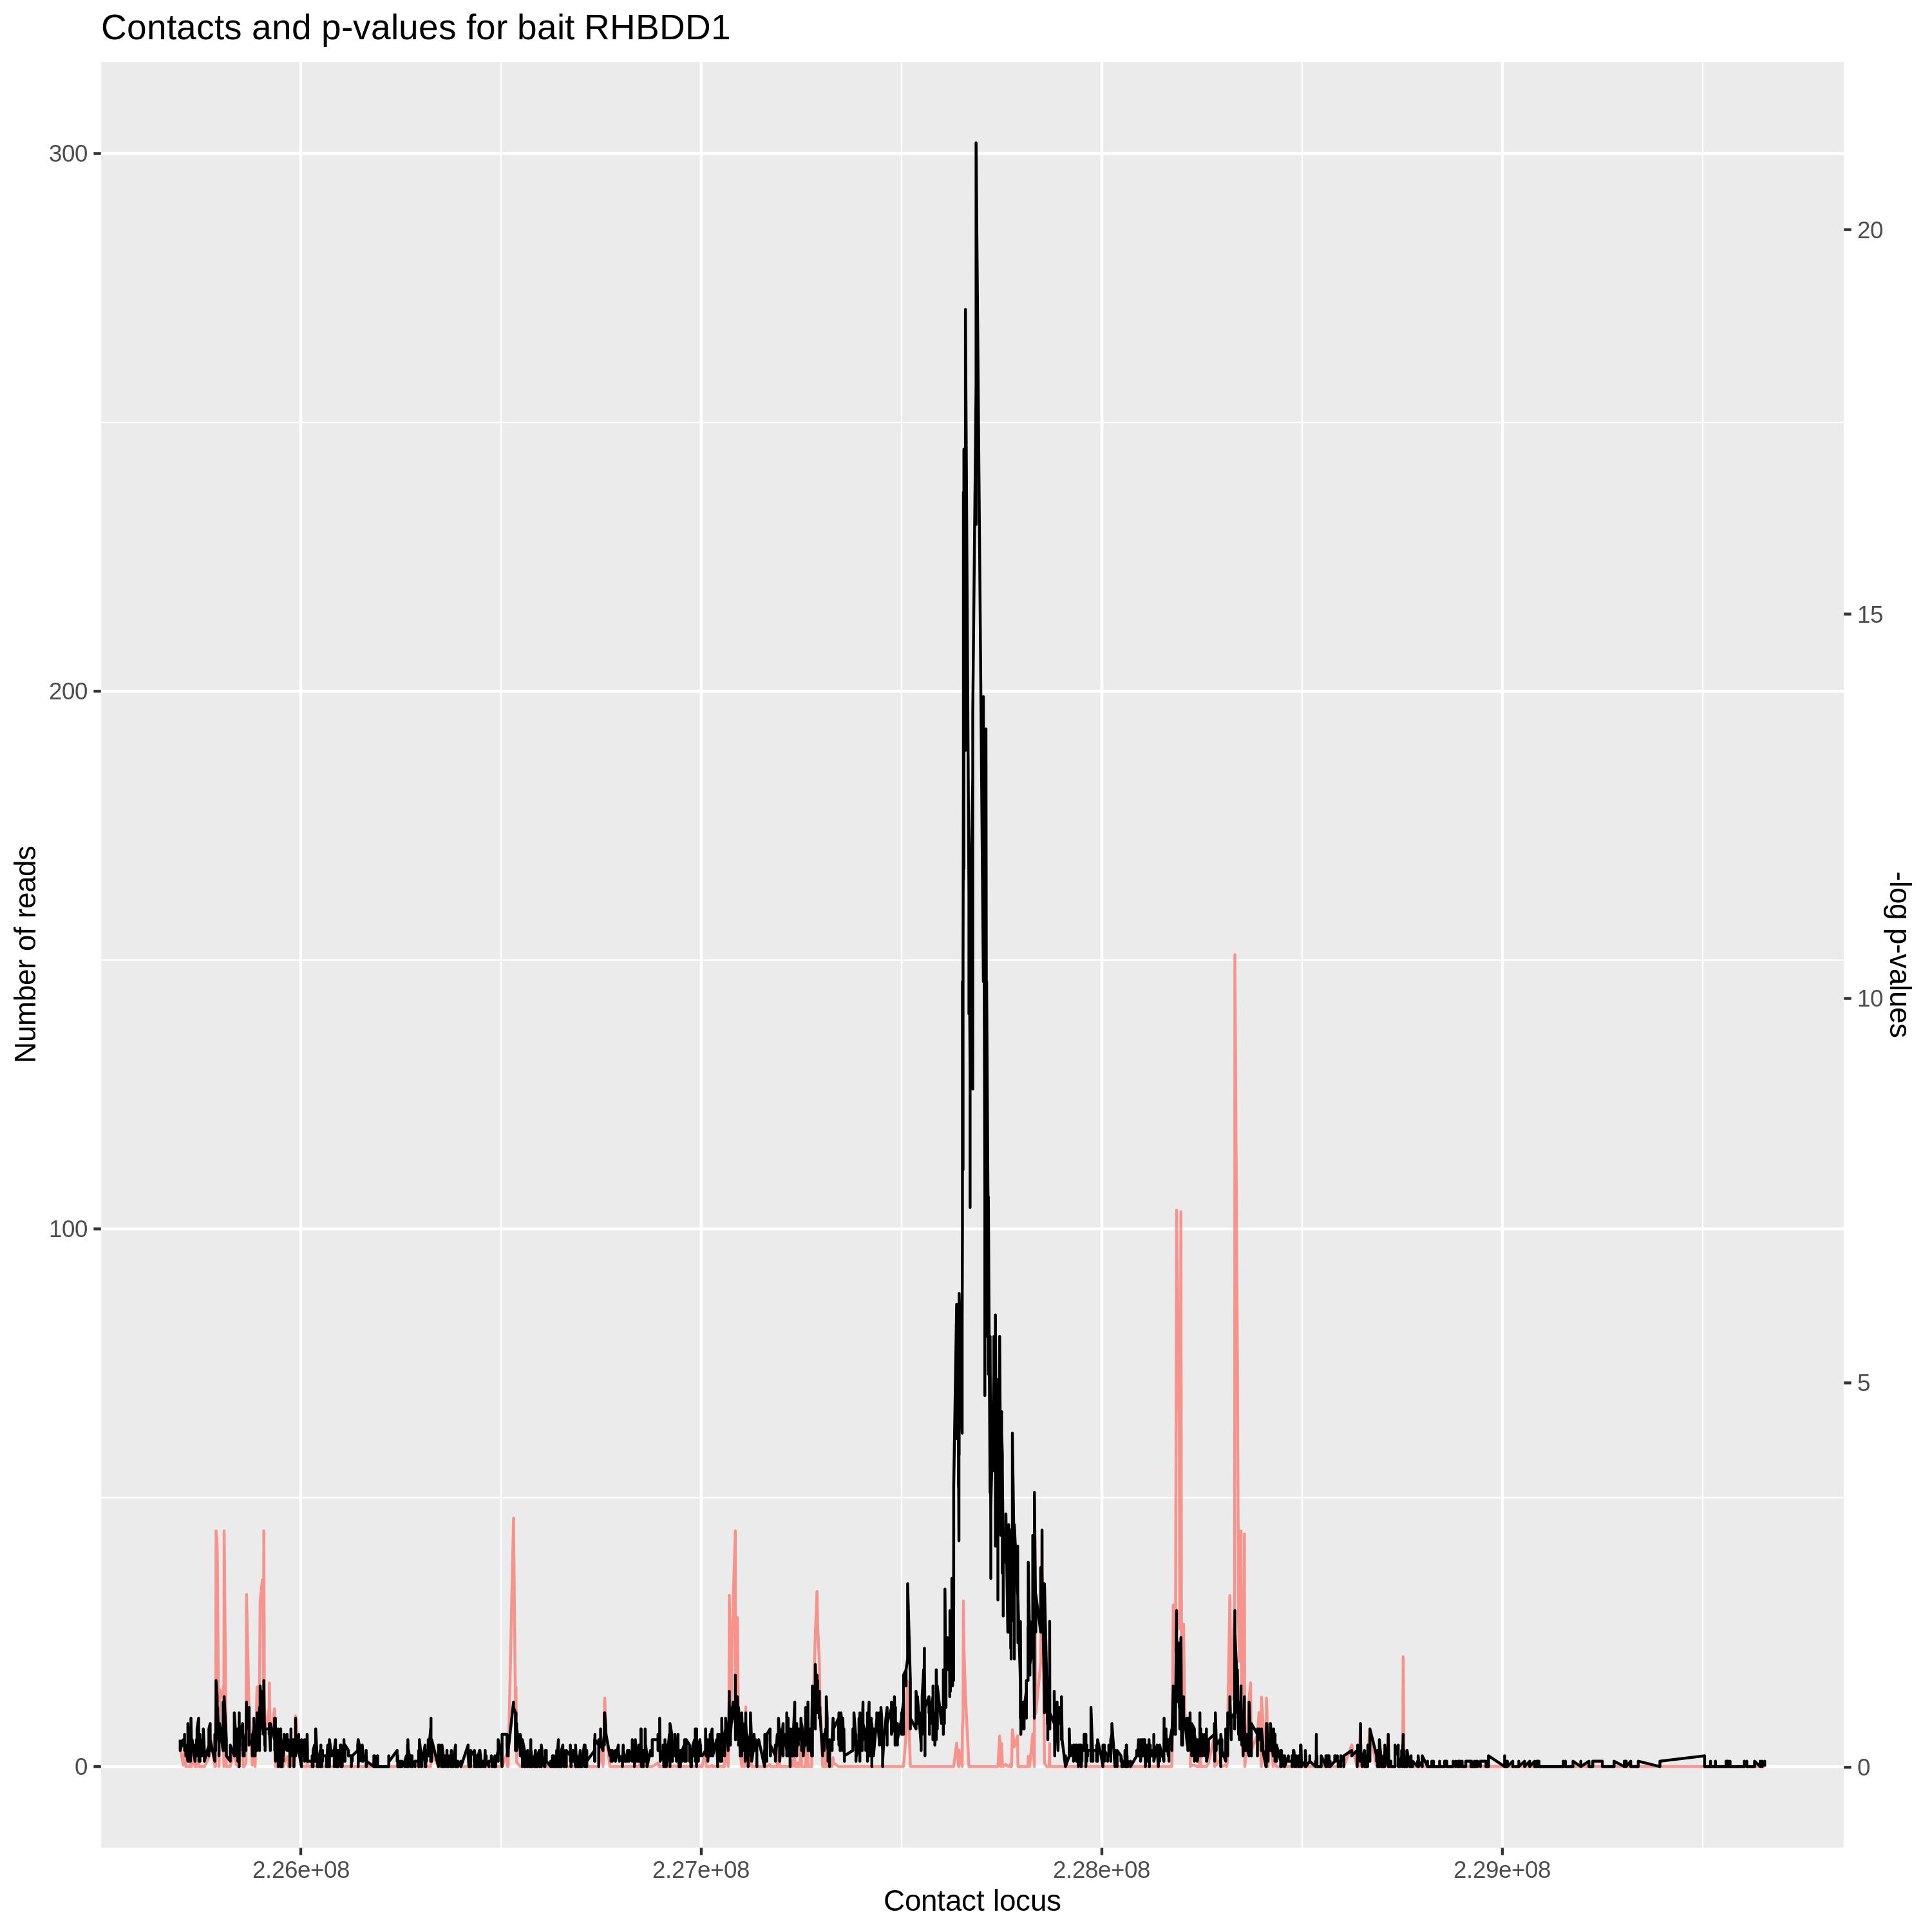 Contacts and p-values for bait RHBDD1
300
200
100
0
Number of reads
20
15
10
5
0
-log p-values
2.26e+08
2.27e+08
2.28e+08
2.29e+08
Contact locus